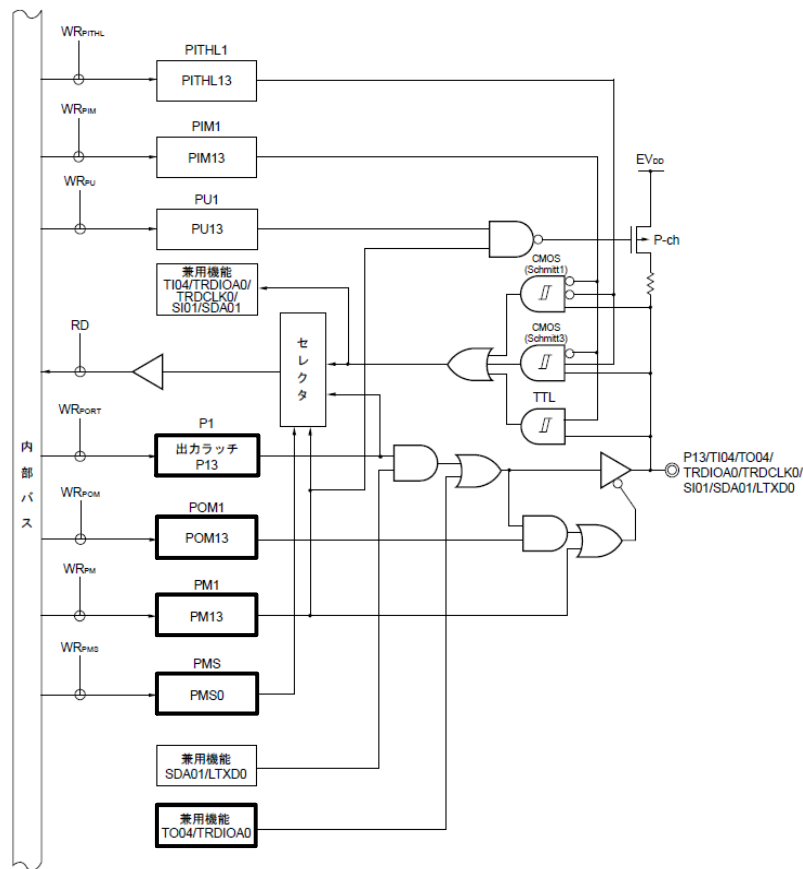 WRPITHL
PITHL1
PITHL13
WRPIM
PIM1
PIM13
EVDD
WRPU
PU1
PU13
P-ch
兼用機能
TI04/TRDIOA0/
TRDCLK0/
SI01/SDA01
CMOS
(Schmitt1)
RD
セレクタ
CMOS
(Schmitt3)
TTL
WRPORT
P1
出力ラッチ
P13
P13/TI04/TO04/
TRDIOA0/TRDCLK0/
SI01/SDA01/LTXD0
内部バス
WRPOM
POM1
POM13
WRPM
PM1
PM13
WRPMS
PMS
PMS0
兼用機能
SDA01/LTXD0
兼用機能
TO04/TRDIOA0